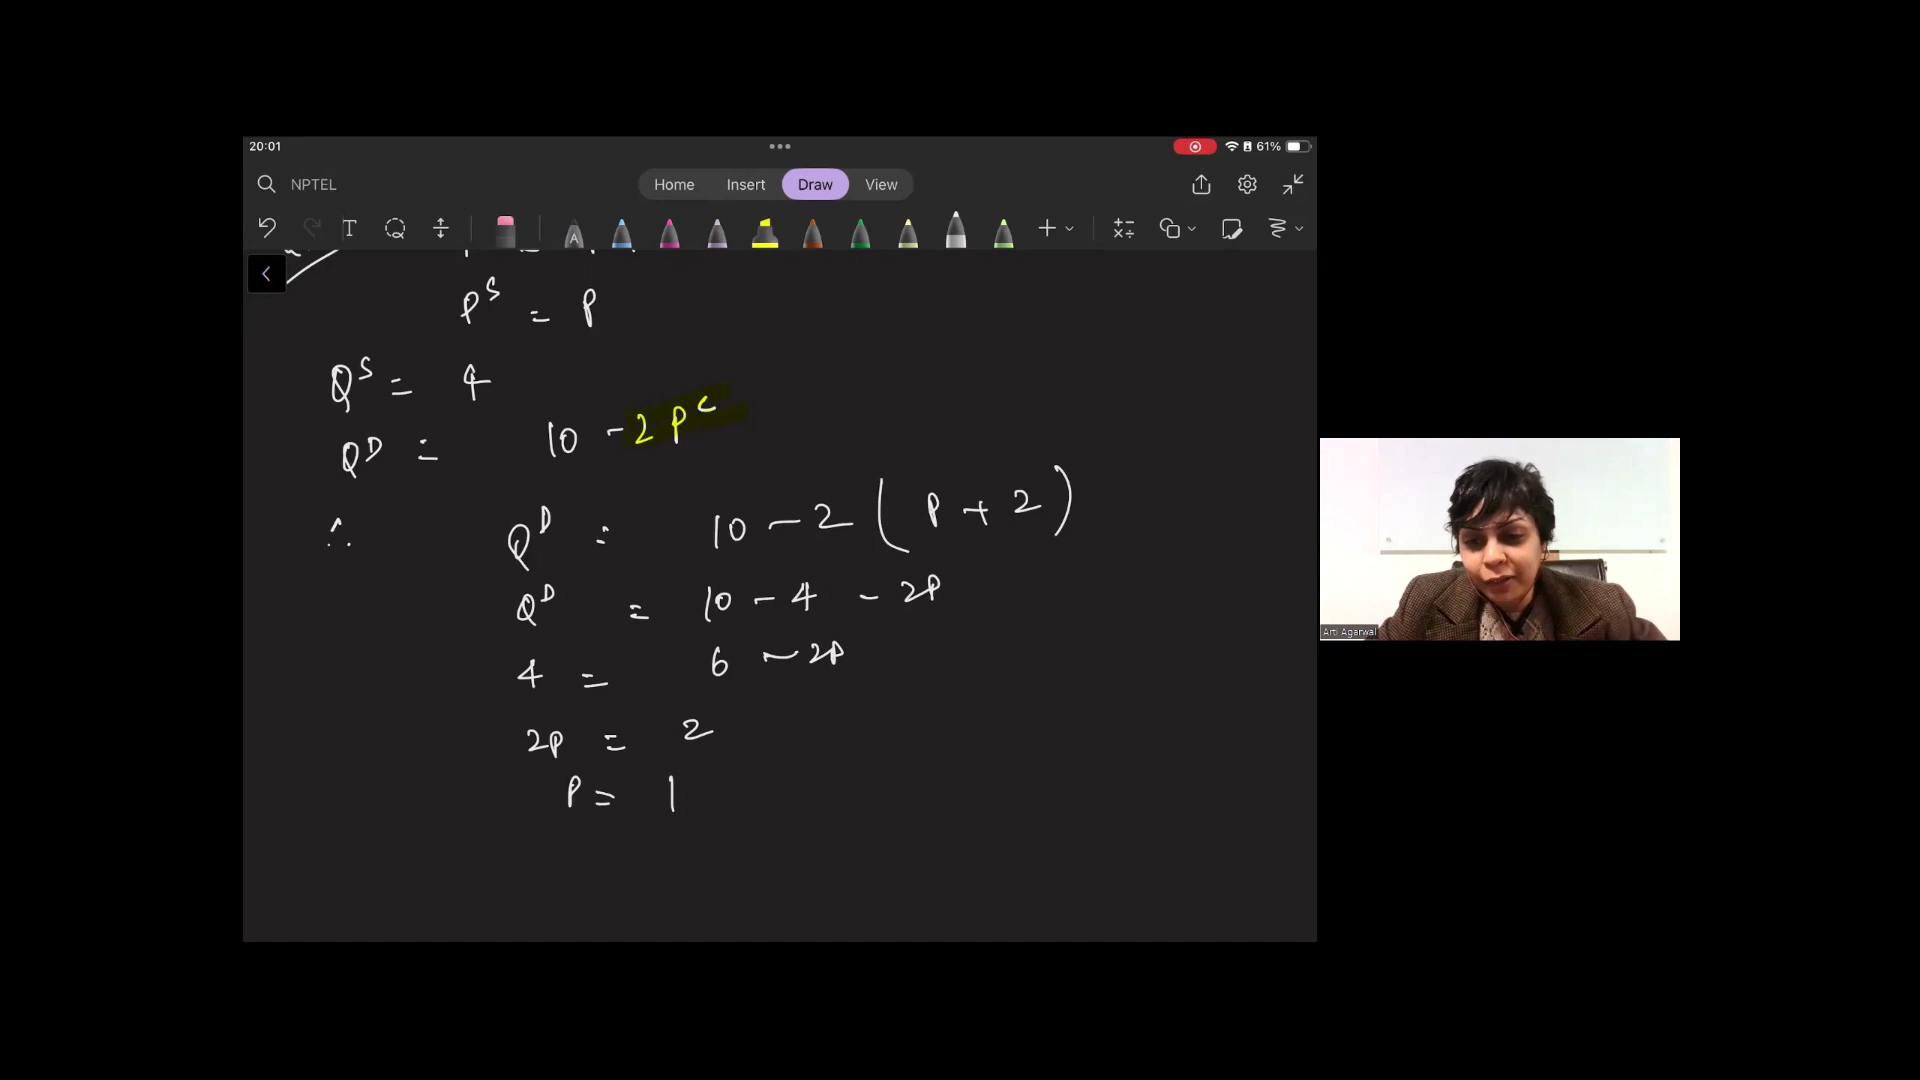 20:01
61%
NPTEL
Home Insert Draw View
T
A
P^S = P
Q^S = 4
Q^D = 10 - 2 P^C
∴ Q^D = 10 - 2 ( P + 2 )
Q^D = 10 - 4 - 2P
4 = 6 - 2P
2P = 2
P = 1
Arti Agarwal